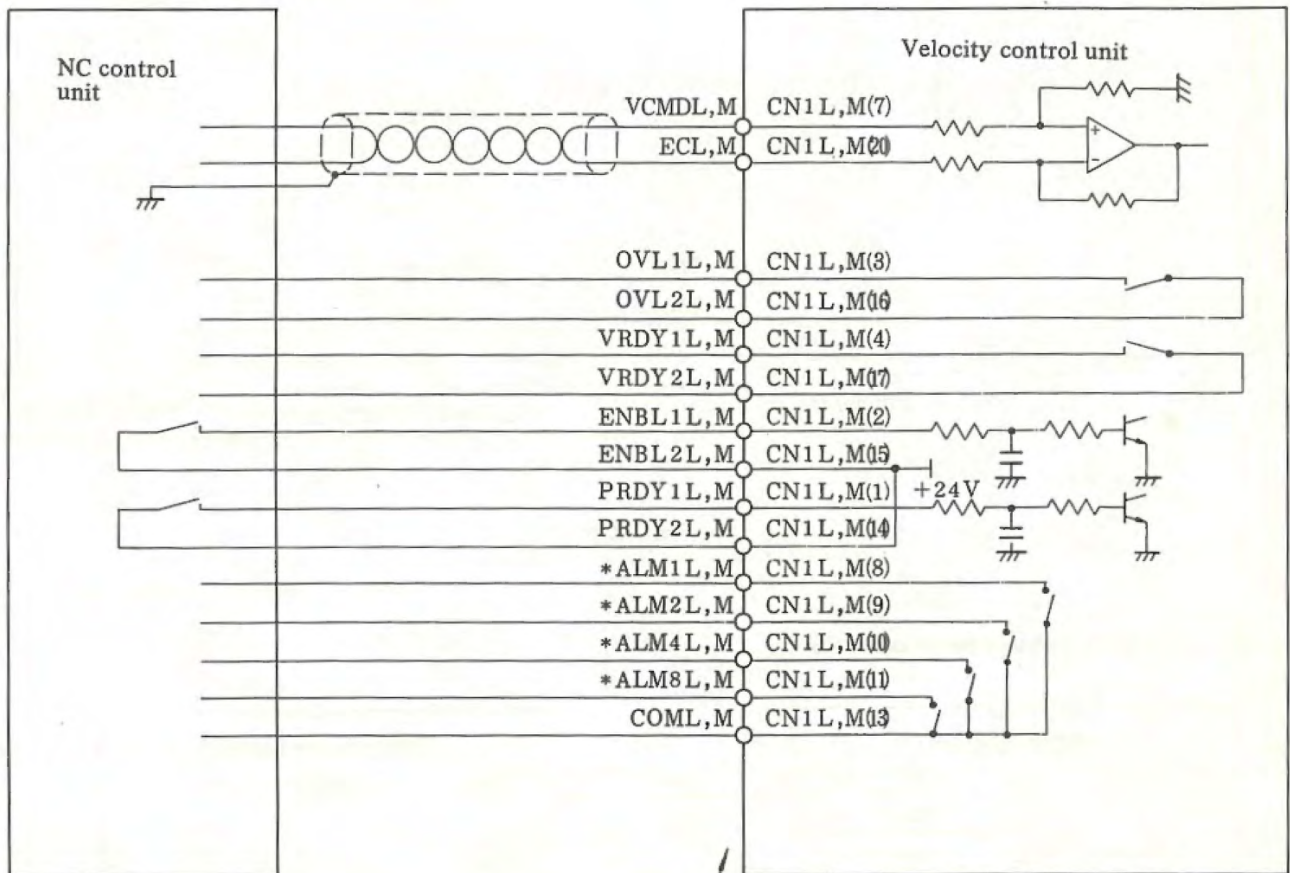 NC control
unit
Velocity control unit
VCMDL,M CN1L,M(7)
ECL,M CN1L,M(20)
OVL1L,M CN1L,M(3)
OVL2L,M CN1L,M(16)
VRDY1L,M CN1L,M(4)
VRDY2L,M CN1L,M(17)
ENBL1L,M CN1L,M(2)
ENBL2L,M CN1L,M(15)
PRDY1L,M CN1L,M(1) +24V
PRDY2L,M CN1L,M(14)
*ALM1L,M CN1L,M(8)
*ALM2L,M CN1L,M(9)
*ALM4L,M CN1L,M(10)
*ALM8L,M CN1L,M(11)
COML,M CN1L,M(13)